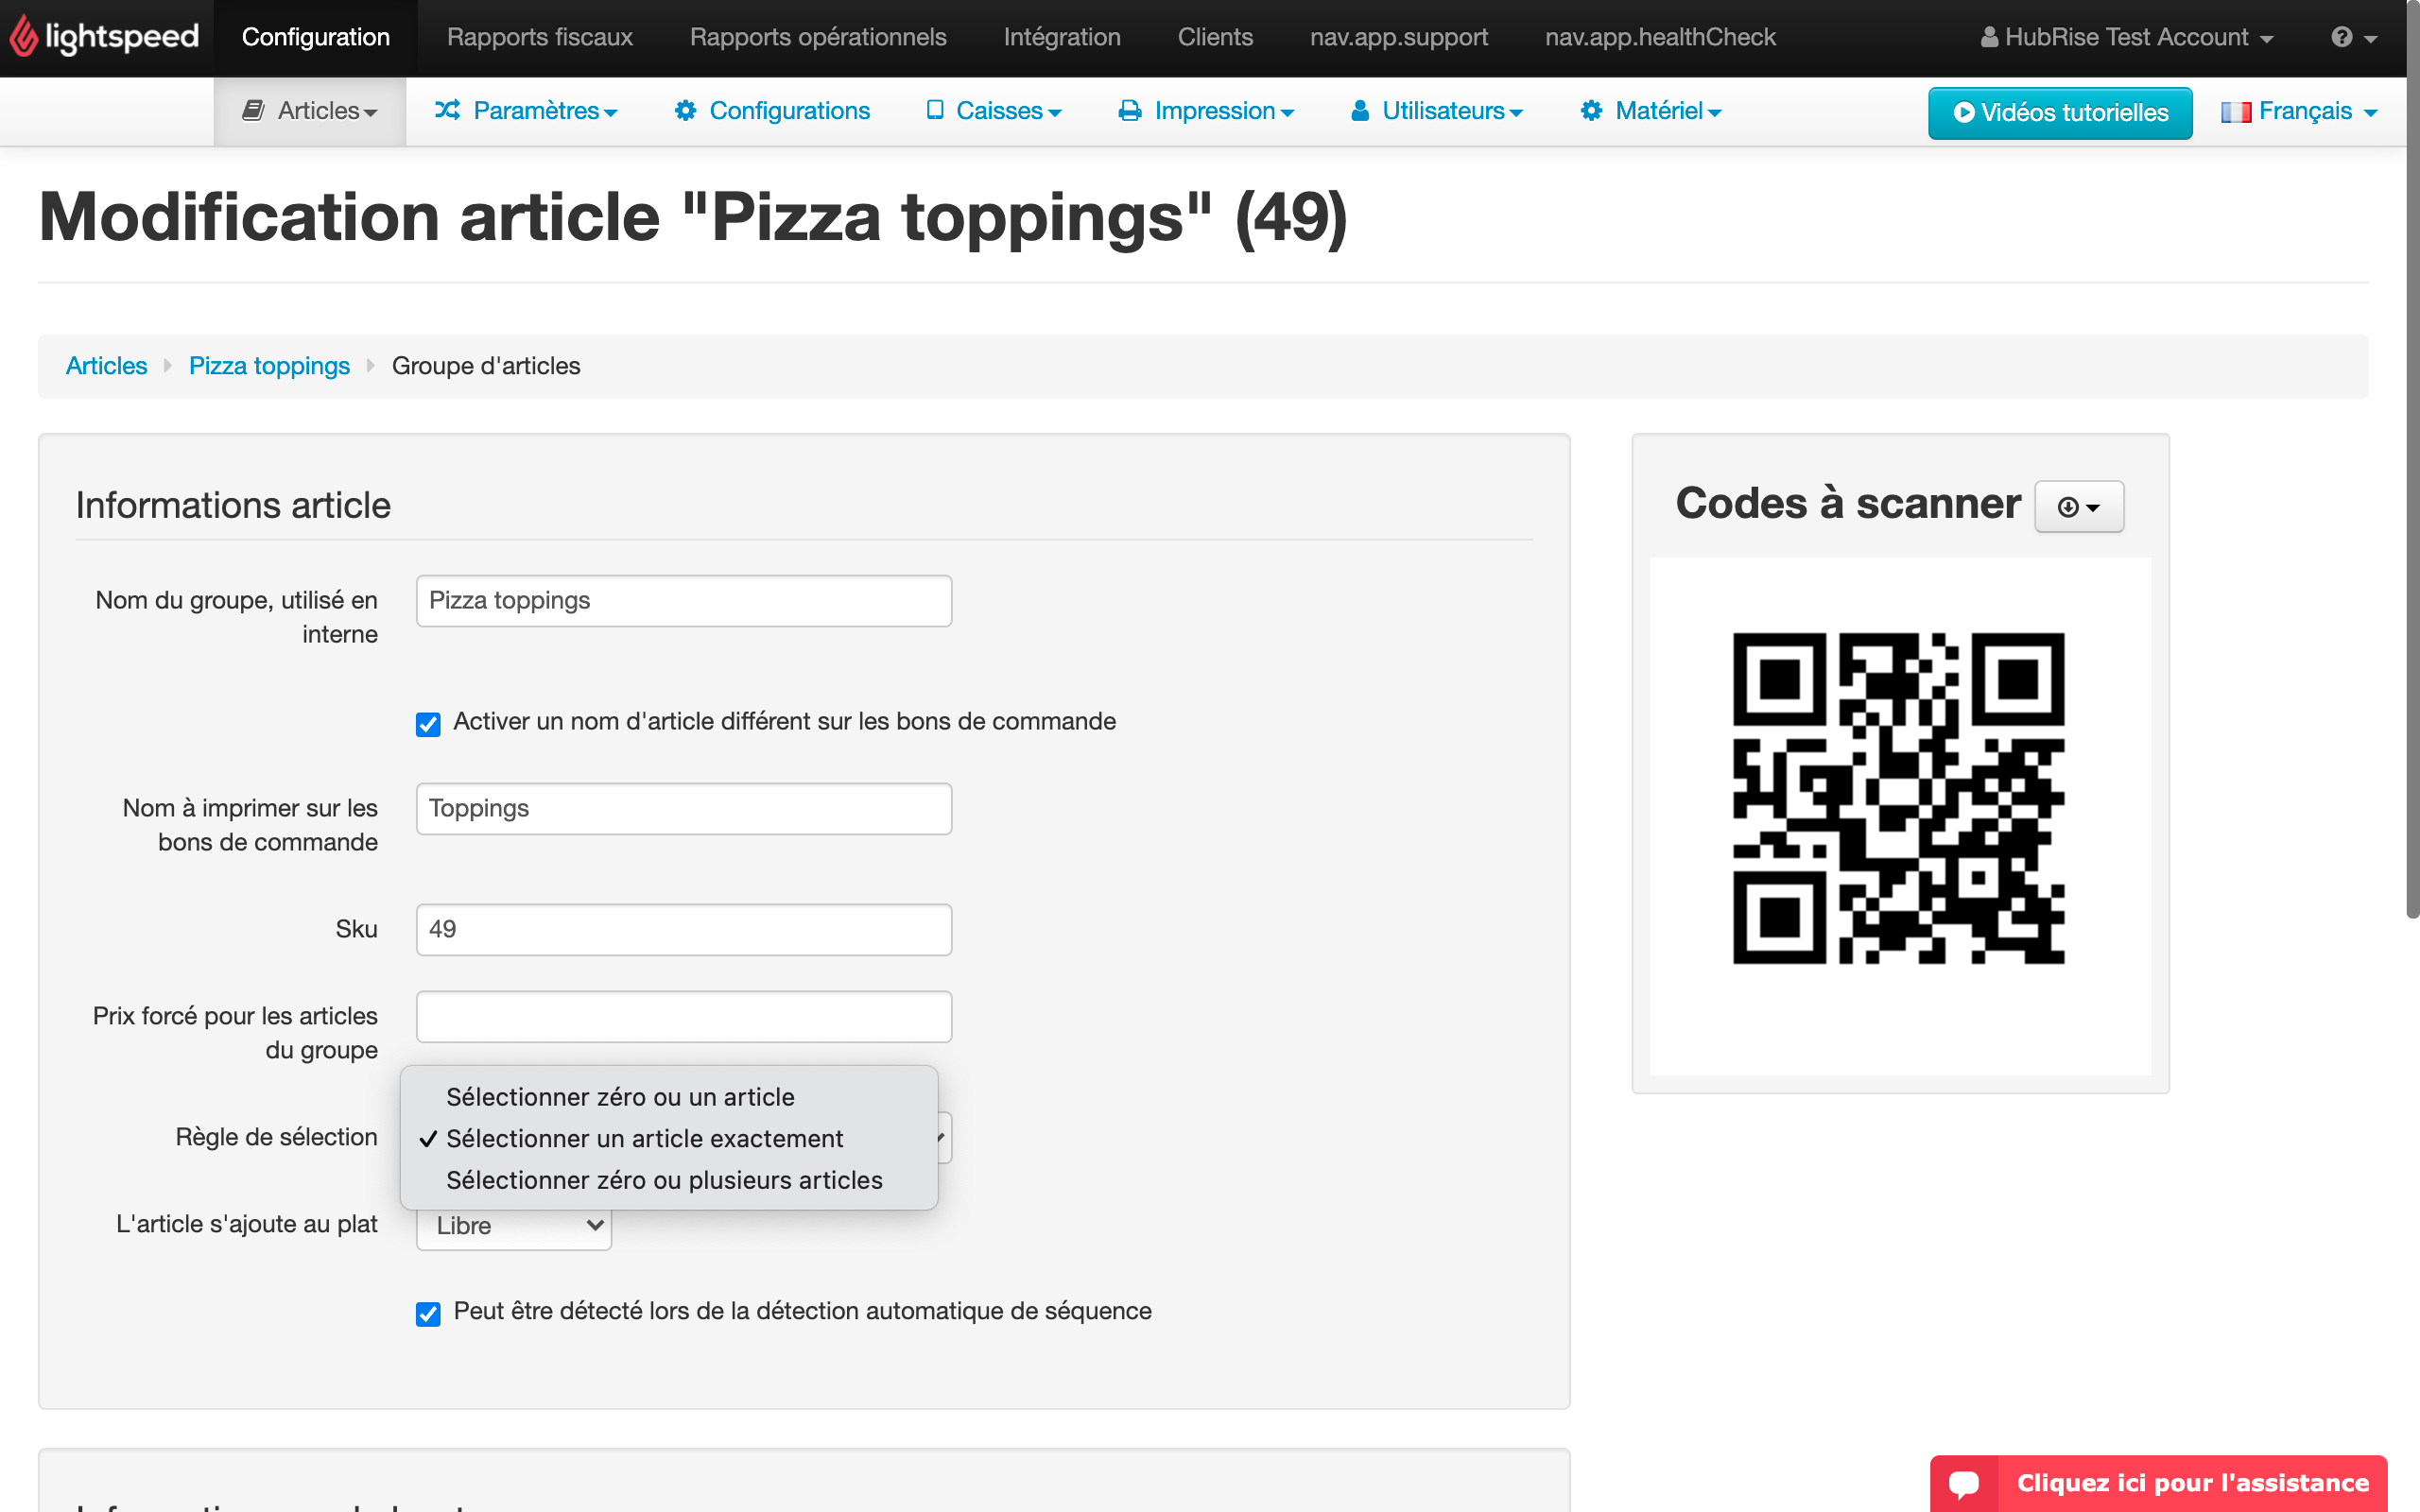 lightspeed Configuration Rapports fiscaux Rapports opérationnels Intégration Clients nav.app.support nav.app.healthCheck HubRise Test Account
Articles Paramètres Configurations Caisses Impression Utilisateurs Matériel Vidéos tutorielles Français
Modification article "Pizza toppings" (49)
Articles Pizza toppings Groupe d'articles
Informations article
Nom du groupe, utilisé en
interne
Pizza toppings
Activer un nom d'article différent sur les bons de commande
Nom à imprimer sur les
bons de commande
Toppings
Sku
49
Prix forcé pour les articles
du groupe
Règle de sélection
Sélectionner zéro ou un article
✓ Sélectionner un article exactement
Sélectionner zéro ou plusieurs articles
L'article s'ajoute au plat
Libre
Peut être détecté lors de la détection automatique de séquence
Codes à scanner
Cliquez ici pour l'assistance